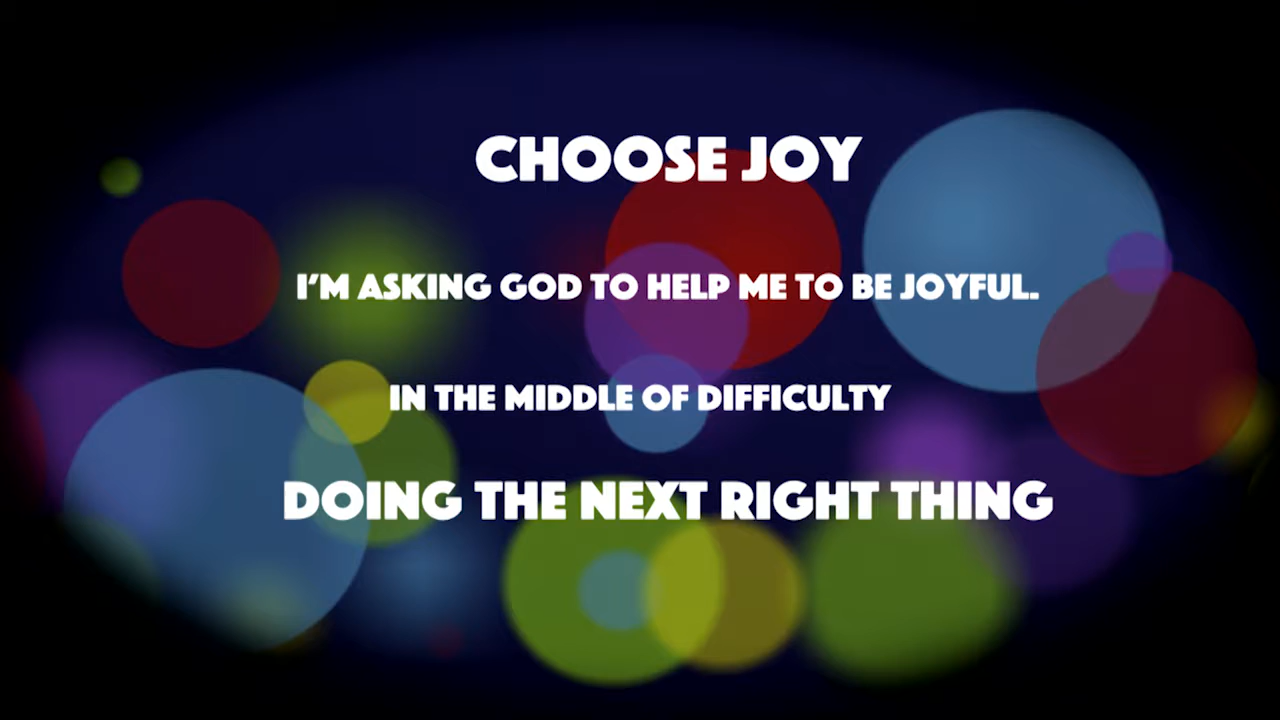 CHOOSE JOY
I'M ASKING GOD TO HELP ME TO BE JOYFUL.
IN THE MIDDLE OF DIFFICULTY
DOING THE NEXT RIGHT THING